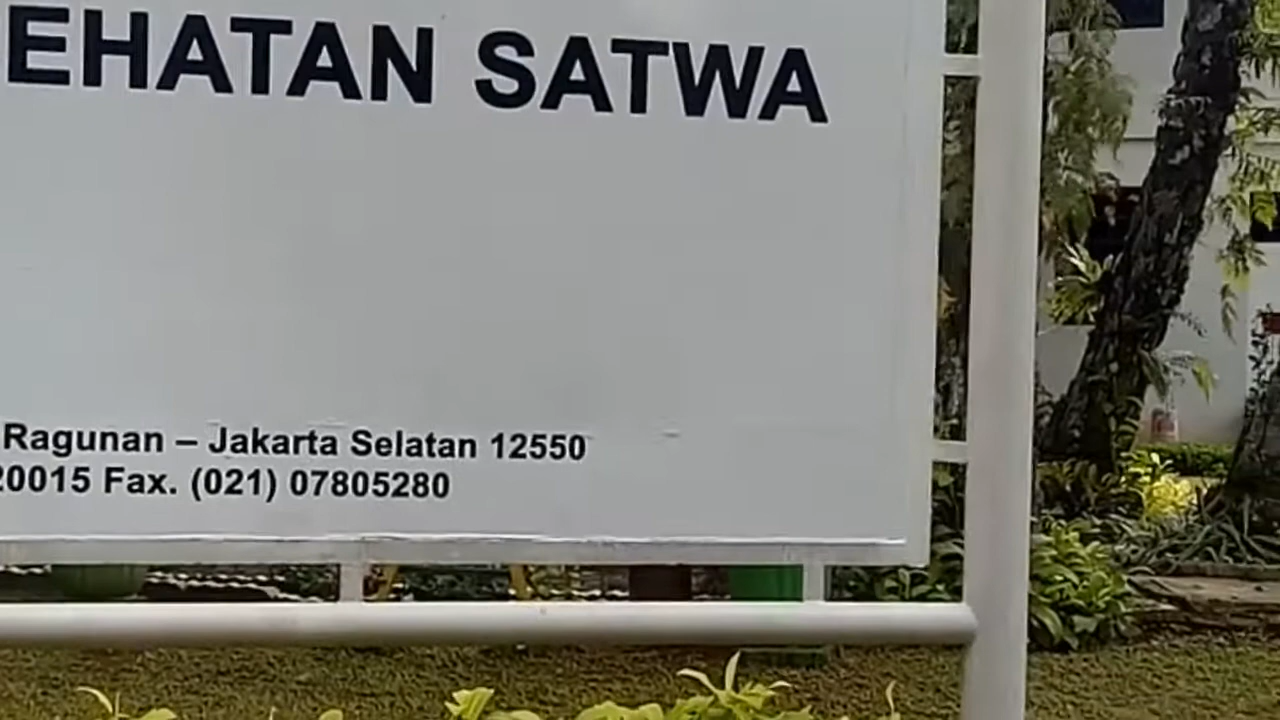 EHATAN SATWA
Ragunan – Jakarta Selatan 12550
20015 Fax. (021) 07805280